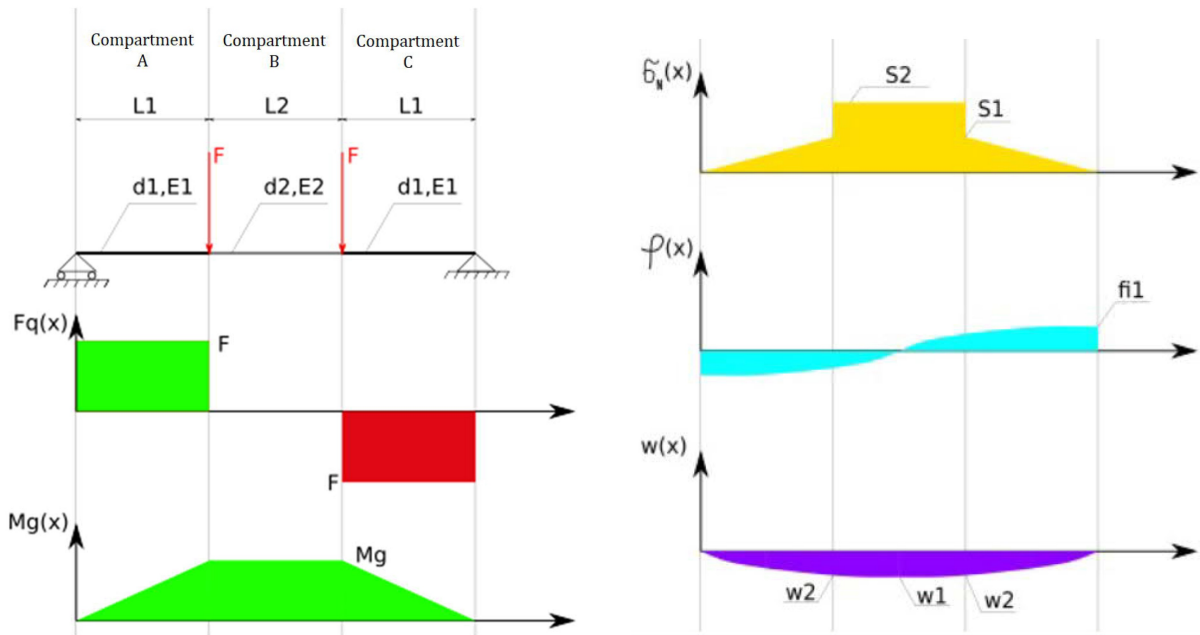 Compartment
A
Compartment
B
Compartment
C
L1
L2
L1
F
F
d1,E1
d2,E2
d1,E1
Fq(x)
F
F
Mg(x)
Mg
σN(x)
S2
S1
φ(x)
fi1
w(x)
w2
w1
w2